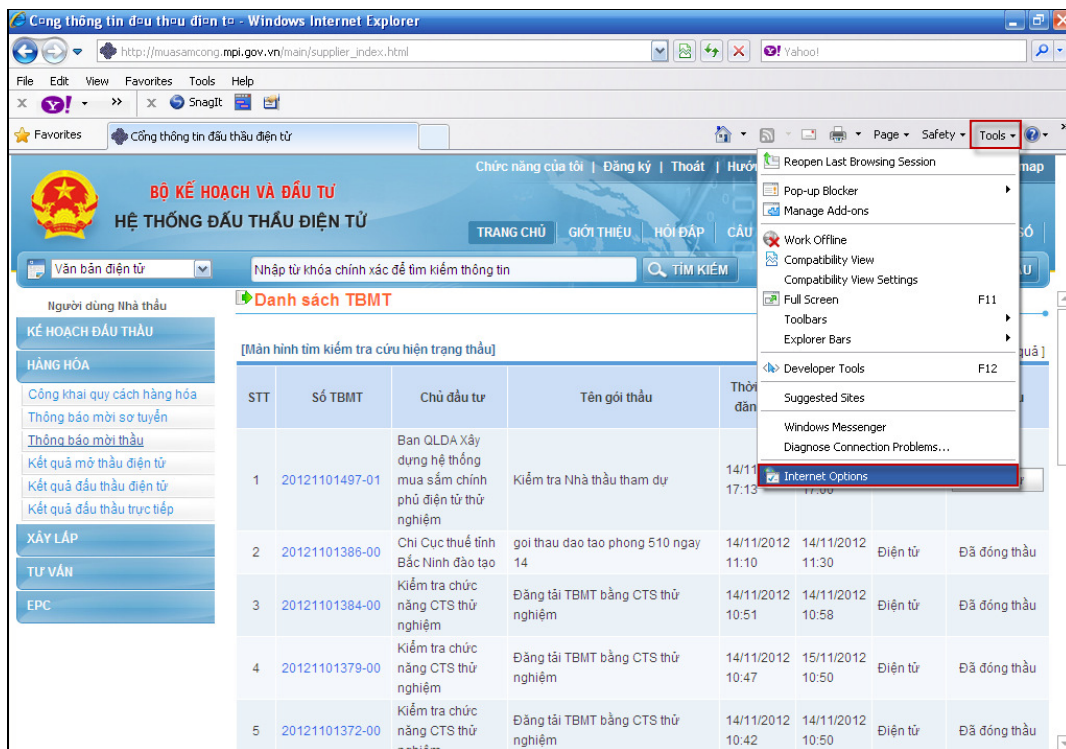 Cổng thông tin đấu thầu điện tử - Windows Internet Explorer
http://muasamcong.mpi.gov.vn/main/supplier_index.html
Yahoo!
File Edit View Favorites Tools Help
SnagIt
Favorites Cổng thông tin đấu thầu điện tử Page Safety Tools
Reopen Last Browsing Session
Pop-up Blocker
Manage Add-ons
Work Offline
Compatibility View
Compatibility View Settings
Full Screen F11
Toolbars
Explorer Bars
Developer Tools F12
Suggested Sites
Windows Messenger
Diagnose Connection Problems...
Internet Options
Chức năng của tôi | Đăng ký | Thoát |
BỘ KẾ HOẠCH VÀ ĐẦU TƯ
HỆ THỐNG ĐẤU THẦU ĐIỆN TỬ
TRANG CHỦ GIỚI THIỆU HỎI ĐÁP CÂU
Văn bản điện tử Nhập từ khóa chính xác để tìm kiếm thông tin TÌM KIẾM
Người dùng Nhà thầu
KẾ HOẠCH ĐẤU THẦU
HÀNG HÓA
Công khai quy cách hàng hóa
Thông báo mời sơ tuyển
Thông báo mời thầu
Kết quả mở thầu điện tử
Kết quả đấu thầu điện tử
Kết quả đấu thầu trực tiếp
XÂY LẮP
TƯ VẤN
EPC
Danh sách TBMT
[Màn hình tìm kiếm tra cứu hiện trạng thầu] quả ]
STT Số TBMT Chủ đầu tư Tên gói thầu Thời
đăn
1 20121101497-01 Ban QLDA Xây
dựng hệ thống
mua sắm chính
phủ điện tử thử
nghiệm
Kiểm tra Nhà thầu tham dự
14/11
17:13 17:00
2 20121101386-00 Chi Cục thuế tỉnh
Bắc Ninh đào tạo
goi thau dao tao phong 510 ngay
14
14/11/2012
11:10
14/11/2012
11:30
Điện tử Đã đóng thầu
3 20121101384-00 Kiểm tra chức
năng CTS thử
nghiệm
Đăng tải TBMT bằng CTS thử
nghiệm
14/11/2012
10:51
14/11/2012
10:58
Điện tử Đã đóng thầu
4 20121101379-00 Kiểm tra chức
năng CTS thử
nghiệm
Đăng tải TBMT bằng CTS thử
nghiệm
14/11/2012
10:47
15/11/2012
10:50
Điện tử Đã đóng thầu
5 20121101372-00 Kiểm tra chức
năng CTS thử
nghiệm
Đăng tải TBMT bằng CTS thử
nghiệm
14/11/2012
10:42
14/11/2012
10:50
Điện tử Đã đóng thầu